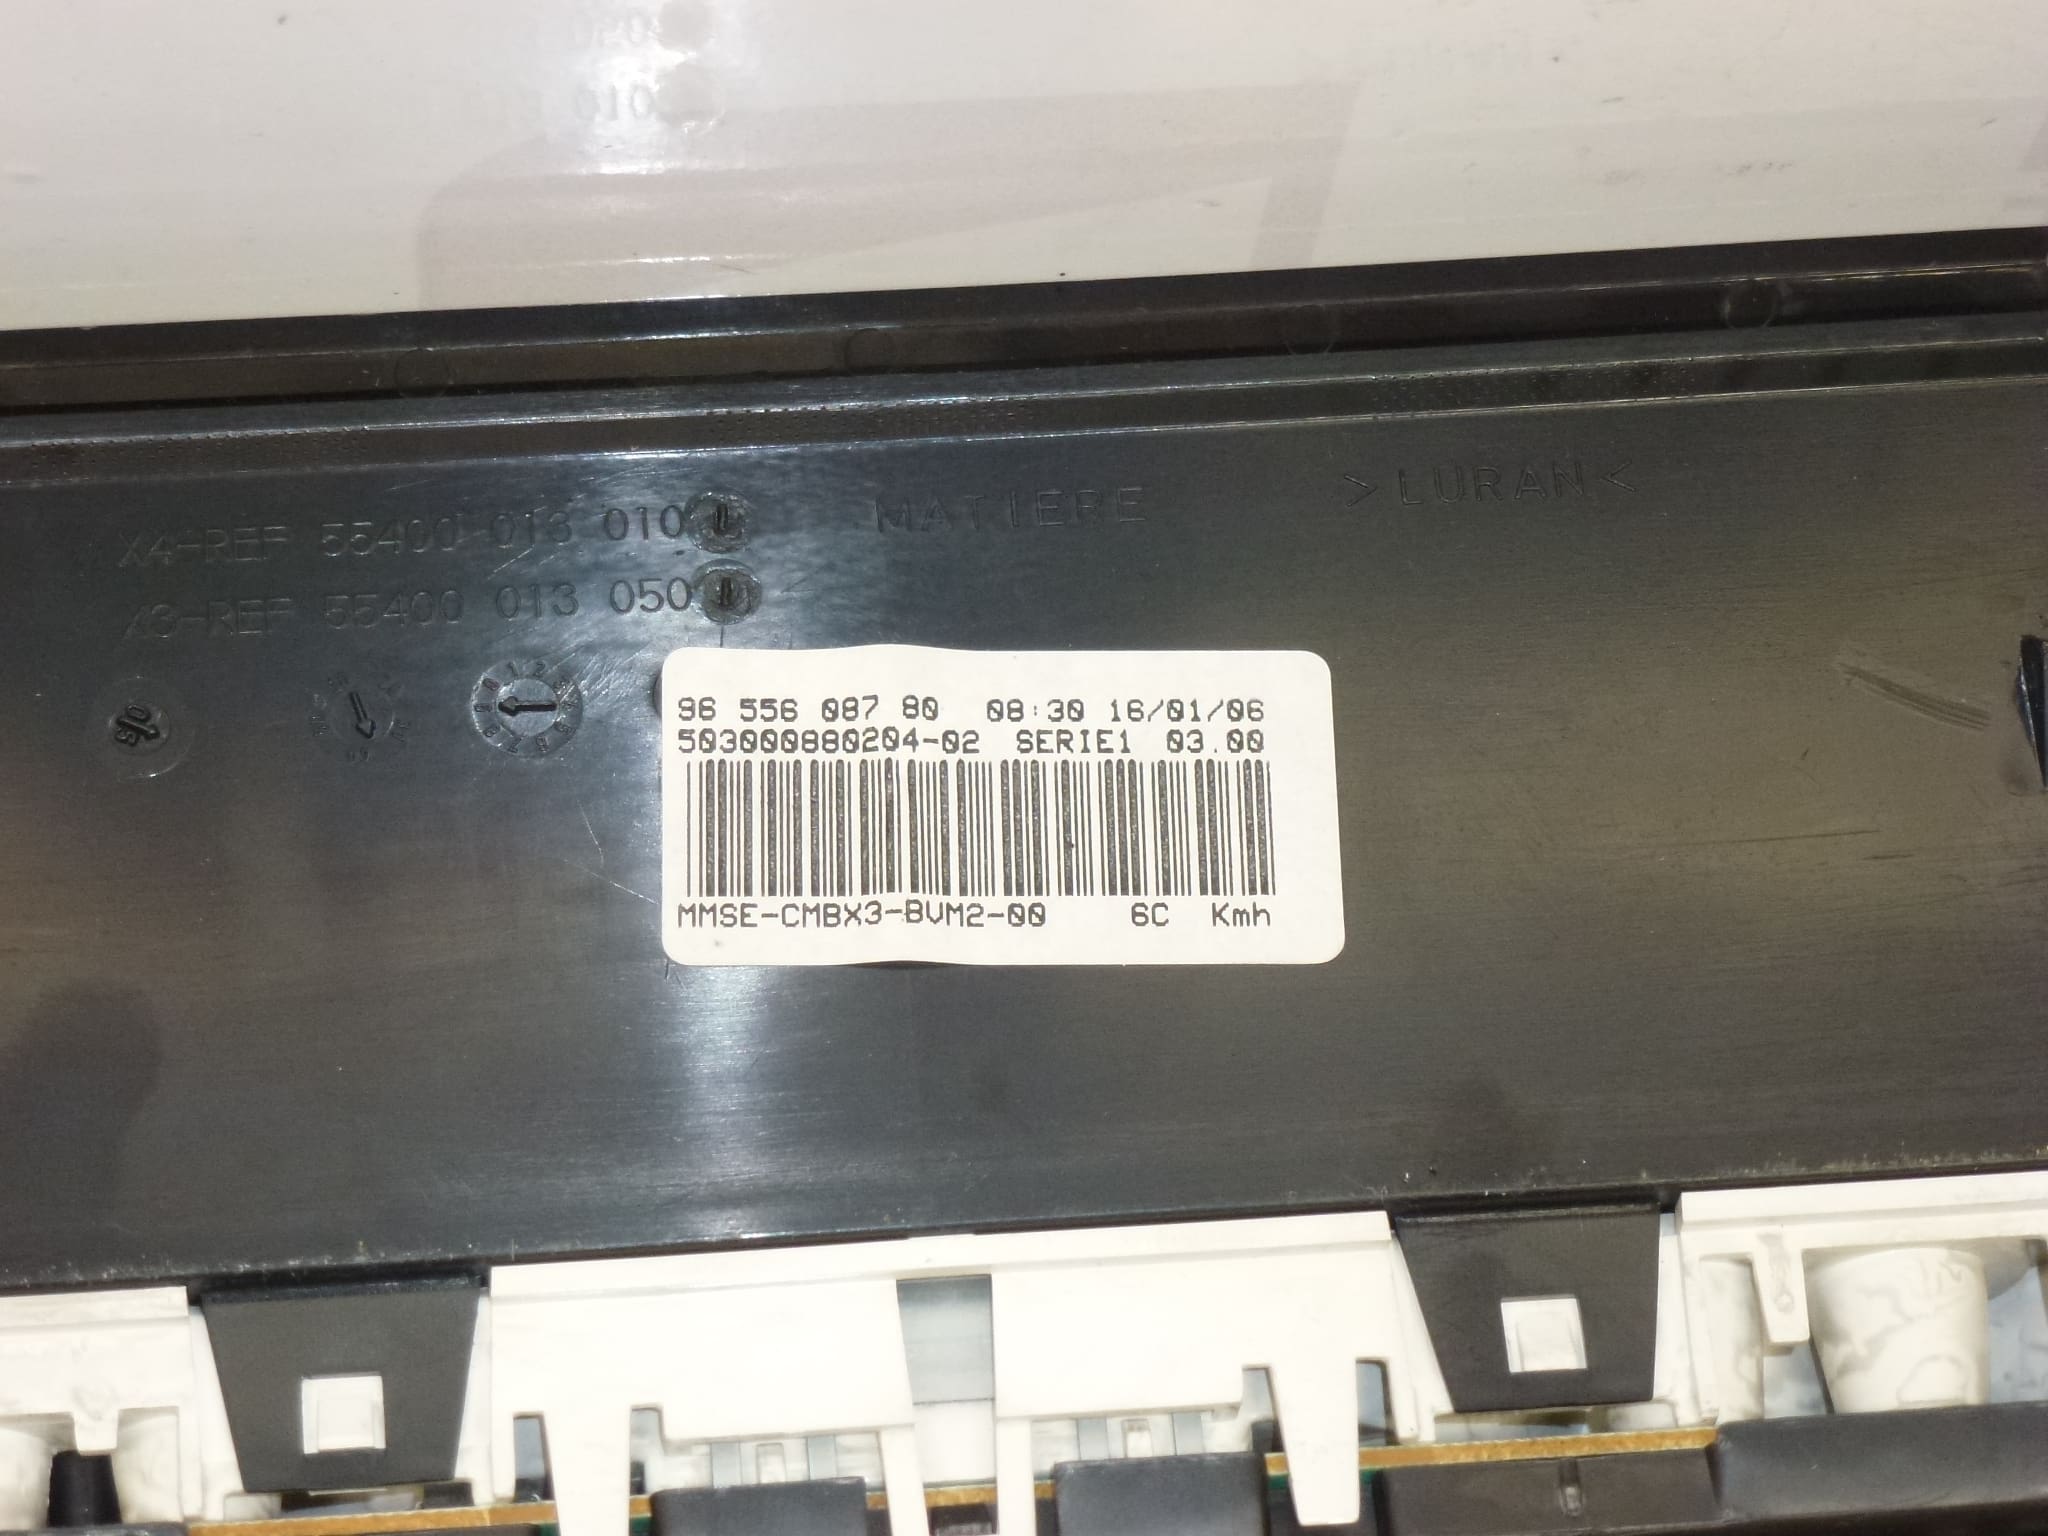 X4-REF 55400 013 010 MATIERE >LURAN<
X3-REF 55400 013 050
96 556 087 80 08:30 16/01/06
503000880204-02 SERIE1 03.00
MMSE-CMBX3-BVM2-00 6C Kmh